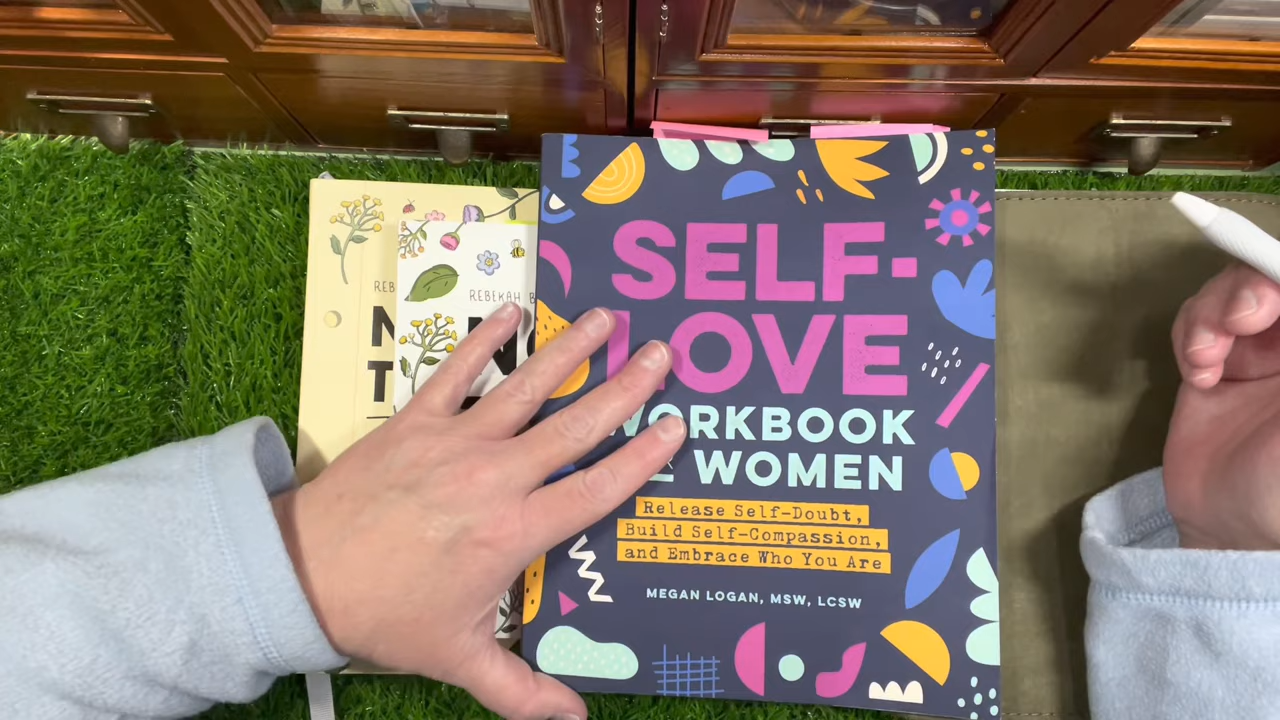 SELF-
LOVE
WORKBOOK
WOMEN
Release Self-Doubt,
Build Self-Compassion,
and Embrace Who You Are
MEGAN LOGAN, MSW, LCSW
REBEKAH